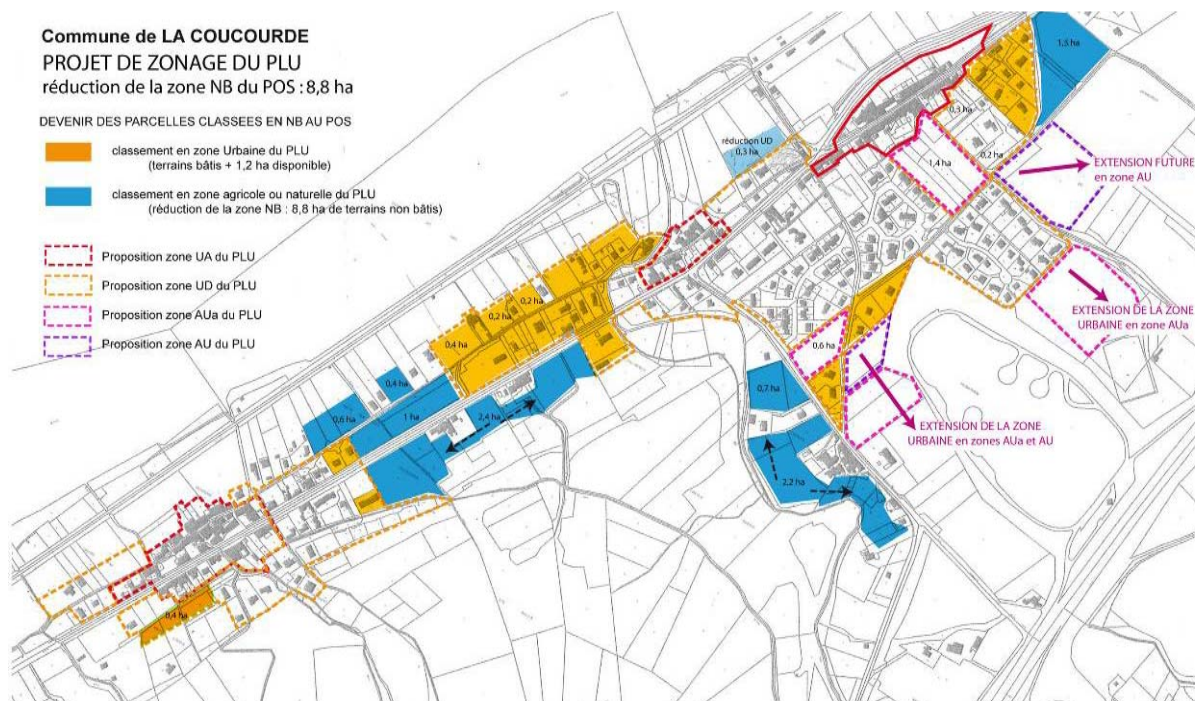 Commune de LA COUCOURDE
PROJET DE ZONAGE DU PLU
réduction de la zone NB du POS : 8,8 ha
DEVENIR DES PARCELLES CLASSEES EN NB AU POS
classement en zone Urbaine du PLU
(terrains bâtis + 1,2 ha disponible)
classement en zone agricole ou naturelle du PLU
(réduction de la zone NB : 8,8 ha de terrains non bâtis)
Proposition zone UA du PLU
Proposition zone UD du PLU
Proposition zone AUa du PLU
Proposition zone AU du PLU
1,5 ha
0,3 ha
réduction UD
0,3 ha
1,4 ha
0,2 ha
EXTENSION FUTURE
en zone AU
0,2 ha
0,2 ha
0,4 ha
EXTENSION DE LA ZONE
URBAINE en zone AUa
0,6 ha
0,4 ha
0,7 ha
0,6 ha
1 ha
2,4 ha
EXTENSION DE LA ZONE
URBAINE en zones AUa et AU
2,2 ha
0,4 ha